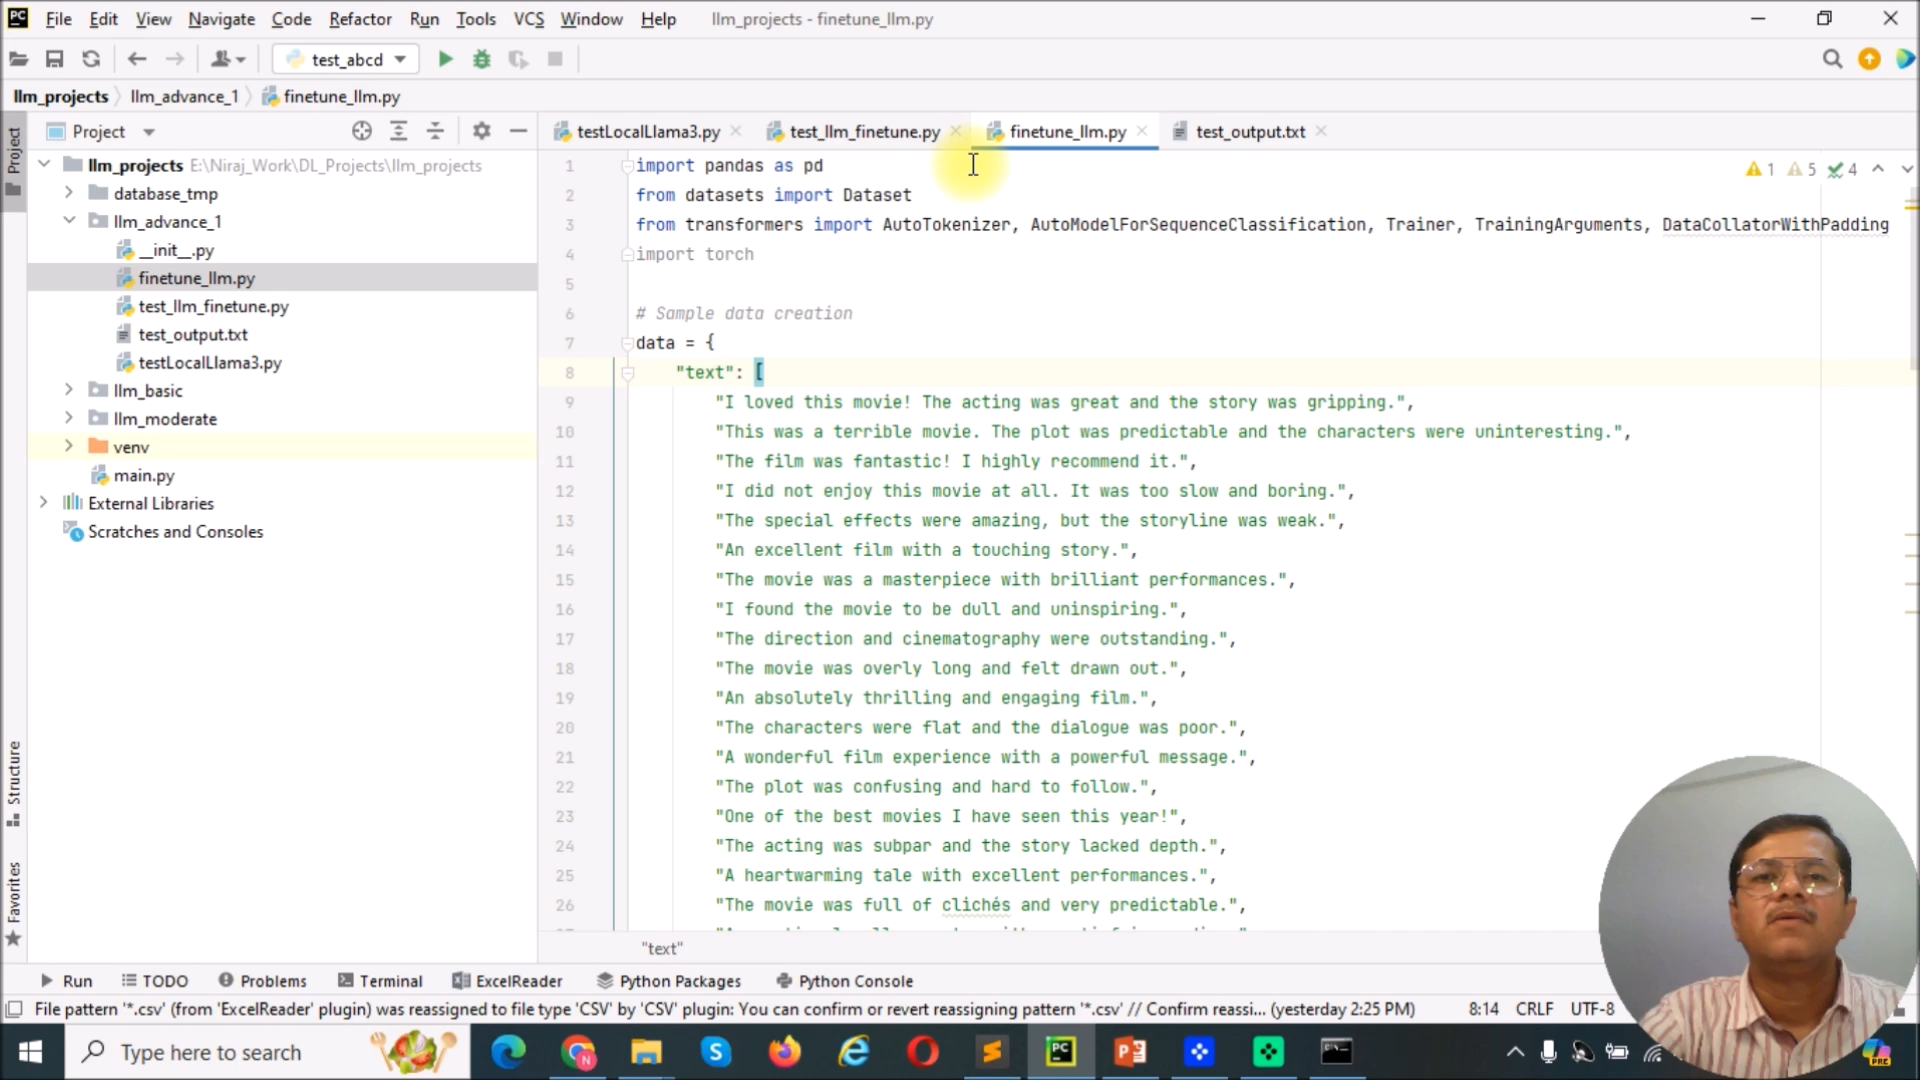 File Edit View Navigate Code Refactor Run Tools VCS Window Help llm_projects - finetune_llm.py
test_abcd
llm_projects llm_advance_1 finetune_llm.py
Project
Project
testLocalLlama3.py test_llm_finetune.py finetune_llm.py test_output.txt
llm_projects E:\Niraj_Work\DL_Projects\llm_projects
database_tmp
llm_advance_1
__init__.py
finetune_llm.py
test_llm_finetune.py
test_output.txt
testLocalLlama3.py
llm_basic
llm_moderate
venv
main.py
External Libraries
Scratches and Consoles
Structure
Favorites
1 5 4
1 import pandas as pd
2 from datasets import Dataset
3 from transformers import AutoTokenizer, AutoModelForSequenceClassification, Trainer, TrainingArguments, DataCollatorWithPadding
4 import torch
5
6 # Sample data creation
7 data = {
8 "text": [
9 "I loved this movie! The acting was great and the story was gripping.",
10 "This was a terrible movie. The plot was predictable and the characters were uninteresting.",
11 "The film was fantastic! I highly recommend it.",
12 "I did not enjoy this movie at all. It was too slow and boring.",
13 "The special effects were amazing, but the storyline was weak.",
14 "An excellent film with a touching story.",
15 "The movie was a masterpiece with brilliant performances.",
16 "I found the movie to be dull and uninspiring.",
17 "The direction and cinematography were outstanding.",
18 "The movie was overly long and felt drawn out.",
19 "An absolutely thrilling and engaging film.",
20 "The characters were flat and the dialogue was poor.",
21 "A wonderful film experience with a powerful message.",
22 "The plot was confusing and hard to follow.",
23 "One of the best movies I have seen this year!",
24 "The acting was subpar and the story lacked depth.",
25 "A heartwarming tale with excellent performances.",
26 "The movie was full of clichés and very predictable.",
"text"
Run TODO Problems Terminal ExcelReader Python Packages Python Console
File pattern '*.csv' (from 'ExcelReader' plugin) was reassigned to file type 'CSV' by 'CSV' plugin: You can confirm or revert reassigning pattern '*.csv' // Confirm reassi... (yesterday 2:25 PM) 8:14 CRLF UTF-8
Type here to search